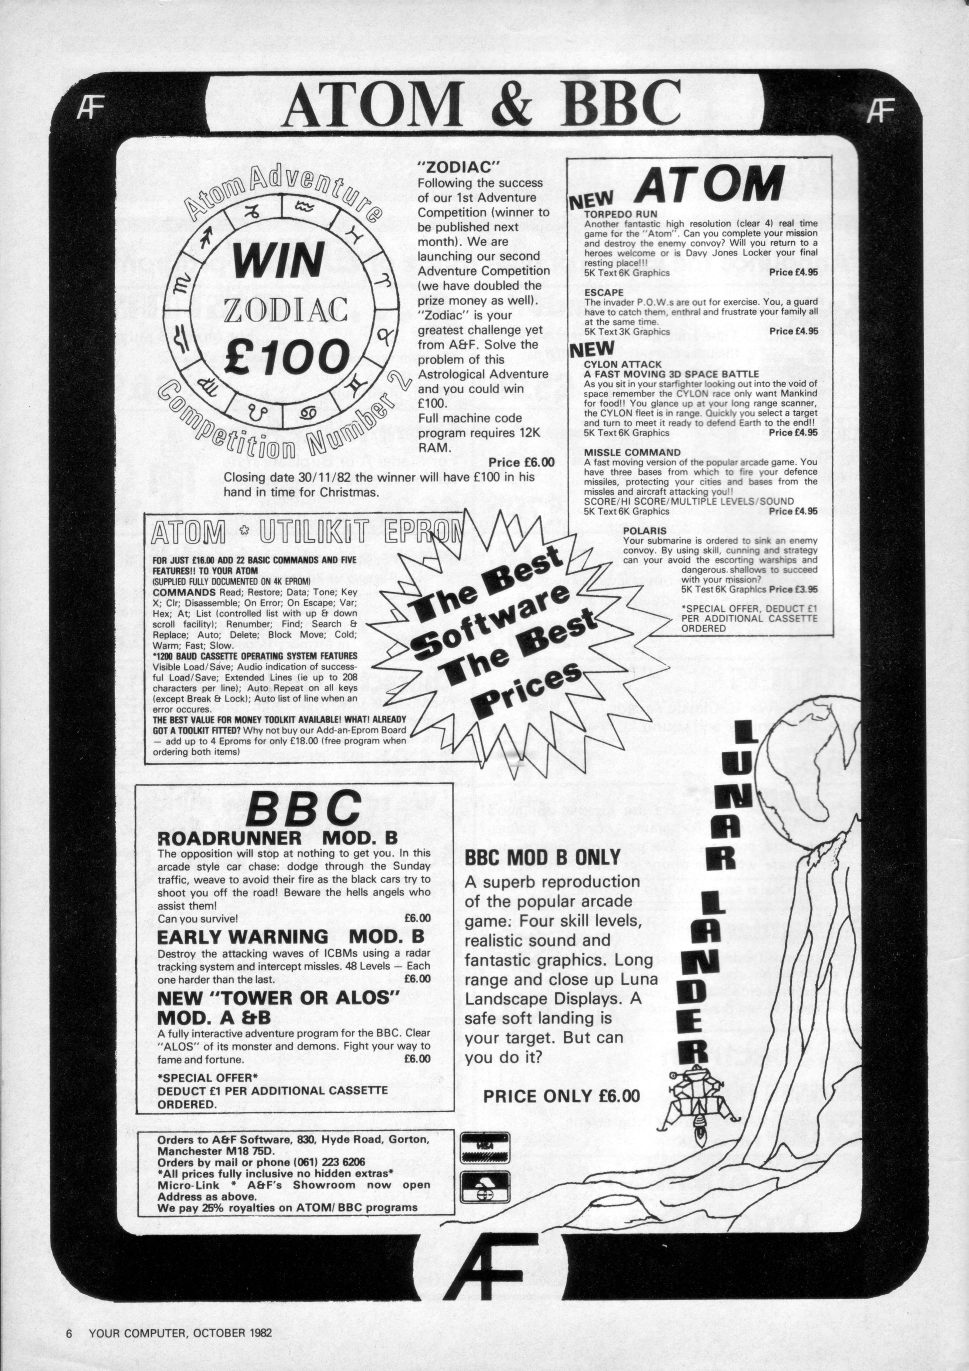 ATOM & BBC
AF
AF
Atom Adventure
WIN
ZODIAC
£100
Competition Number 2
"ZODIAC"
Following the success
of our 1st Adventure
Competition (winner to
be published next
month). We are
launching our second
Adventure Competition
(we have doubled the
prize money as well).
"Zodiac" is your
greatest challenge yet
from A&F. Solve the
problem of this
Astrological Adventure
and you could win
£100.
Full machine code
program requires 12K
RAM.
Price £6.00
Closing date 30/11/82 the winner will have £100 in his
hand in time for Christmas.
ATOM
NEW
TORPEDO RUN
Another fantastic high resolution (clear 4) real time
game for the "Atom". Can you complete your mission
and destroy the enemy convoy? Will you return to a
heroes welcome or is Davy Jones Locker your final
resting place!!!
5K Text 6K Graphics Price £4.95
ESCAPE
The invader P.O.W.s are out for exercise. You, a guard
have to catch them, enthral and frustrate your family all
at the same time.
5K Text 3K Graphics Price £4.95
NEW
CYLON ATTACK
A FAST MOVING 3D SPACE BATTLE
As you sit in your starfighter looking out into the void of
space remember the CYLON race only want Mankind
for food!! You glance up at your long range scanner,
the CYLON fleet is in range. Quickly you select a target
and turn to meet it ready to defend Earth to the end!!
5K Text 6K Graphics Price £4.95
MISSLE COMMAND
A fast moving version of the popular arcade game. You
have three bases from which to fire your defence
missiles, protecting your cities and bases from the
missles and aircraft attacking you!!
SCORE/HI SCORE/MULTIPLE LEVELS/SOUND
5K Text 6K Graphics Price £4.95
POLARIS
Your submarine is ordered to sink an enemy
convoy. By using skill, cunning and strategy
can your avoid the escorting warships and
dangerous shallows to succeed
with your mission?
5K Test 6K Graphics Price £3.95
*SPECIAL OFFER, DEDUCT £1
PER ADDITIONAL CASSETTE
ORDERED
ATOM * UTILIKIT EPROM
FOR JUST £16.00 ADD 22 BASIC COMMANDS AND FIVE
FEATURES!! TO YOUR ATOM
(SUPPLIED FULLY DOCUMENTED ON 4K EPROM)
COMMANDS Read; Restore; Data; Tone; Key
X; Clr; Disassemble; On Error; On Escape; Var;
Hex; At; List (controlled list with up & down
scroll facility); Renumber; Find; Search &
Replace; Auto; Delete; Block Move; Cold;
Warm; Fast; Slow.
*1200 BAUD CASSETTE OPERATING SYSTEM FEATURES
Visible Load/Save; Audio indication of success-
ful Load/Save; Extended Lines (ie up to 208
characters per line); Auto Repeat on all keys
(except Break & Lock); Auto list of line when an
error occures.
THE BEST VALUE FOR MONEY TOOLKIT AVAILABLE! WHAT! ALREADY
GOT A TOOLKIT FITTED? Why not buy our Add-an-Eprom Board
— add up to 4 Eproms for only £18.00 (free program when
ordering both items)
The Best
Software
The Best
Prices
BBC
ROADRUNNER MOD. B
The opposition will stop at nothing to get you. In this
arcade style car chase: dodge through the Sunday
traffic, weave to avoid their fire as the black cars try to
shoot you off the road! Beware the hells angels who
assist them!
Can you survive! £6.00
EARLY WARNING MOD. B
Destroy the attacking waves of ICBMs using a radar
tracking system and intercept missles. 48 Levels — Each
one harder than the last. £6.00
NEW "TOWER OR ALOS"
MOD. A &B
A fully interactive adventure program for the BBC. Clear
"ALOS" of its monster and demons. Fight your way to
fame and fortune. £6.00
*SPECIAL OFFER*
DEDUCT £1 PER ADDITIONAL CASSETTE
ORDERED.
BBC MOD B ONLY
A superb reproduction
of the popular arcade
game: Four skill levels,
realistic sound and
fantastic graphics. Long
range and close up Luna
Landscape Displays. A
safe soft landing is
your target. But can
you do it?
PRICE ONLY £6.00
LUNAR LANDER
Orders to A&F Software, 830, Hyde Road, Gorton,
Manchester M18 75D.
Orders by mail or phone (061) 223 6206
*All prices fully inclusive no hidden extras*
Micro-Link * A&F's Showroom now open
Address as above.
We pay 25% royalties on ATOM/ BBC programs
VISA
AF
6 YOUR COMPUTER, OCTOBER 1982